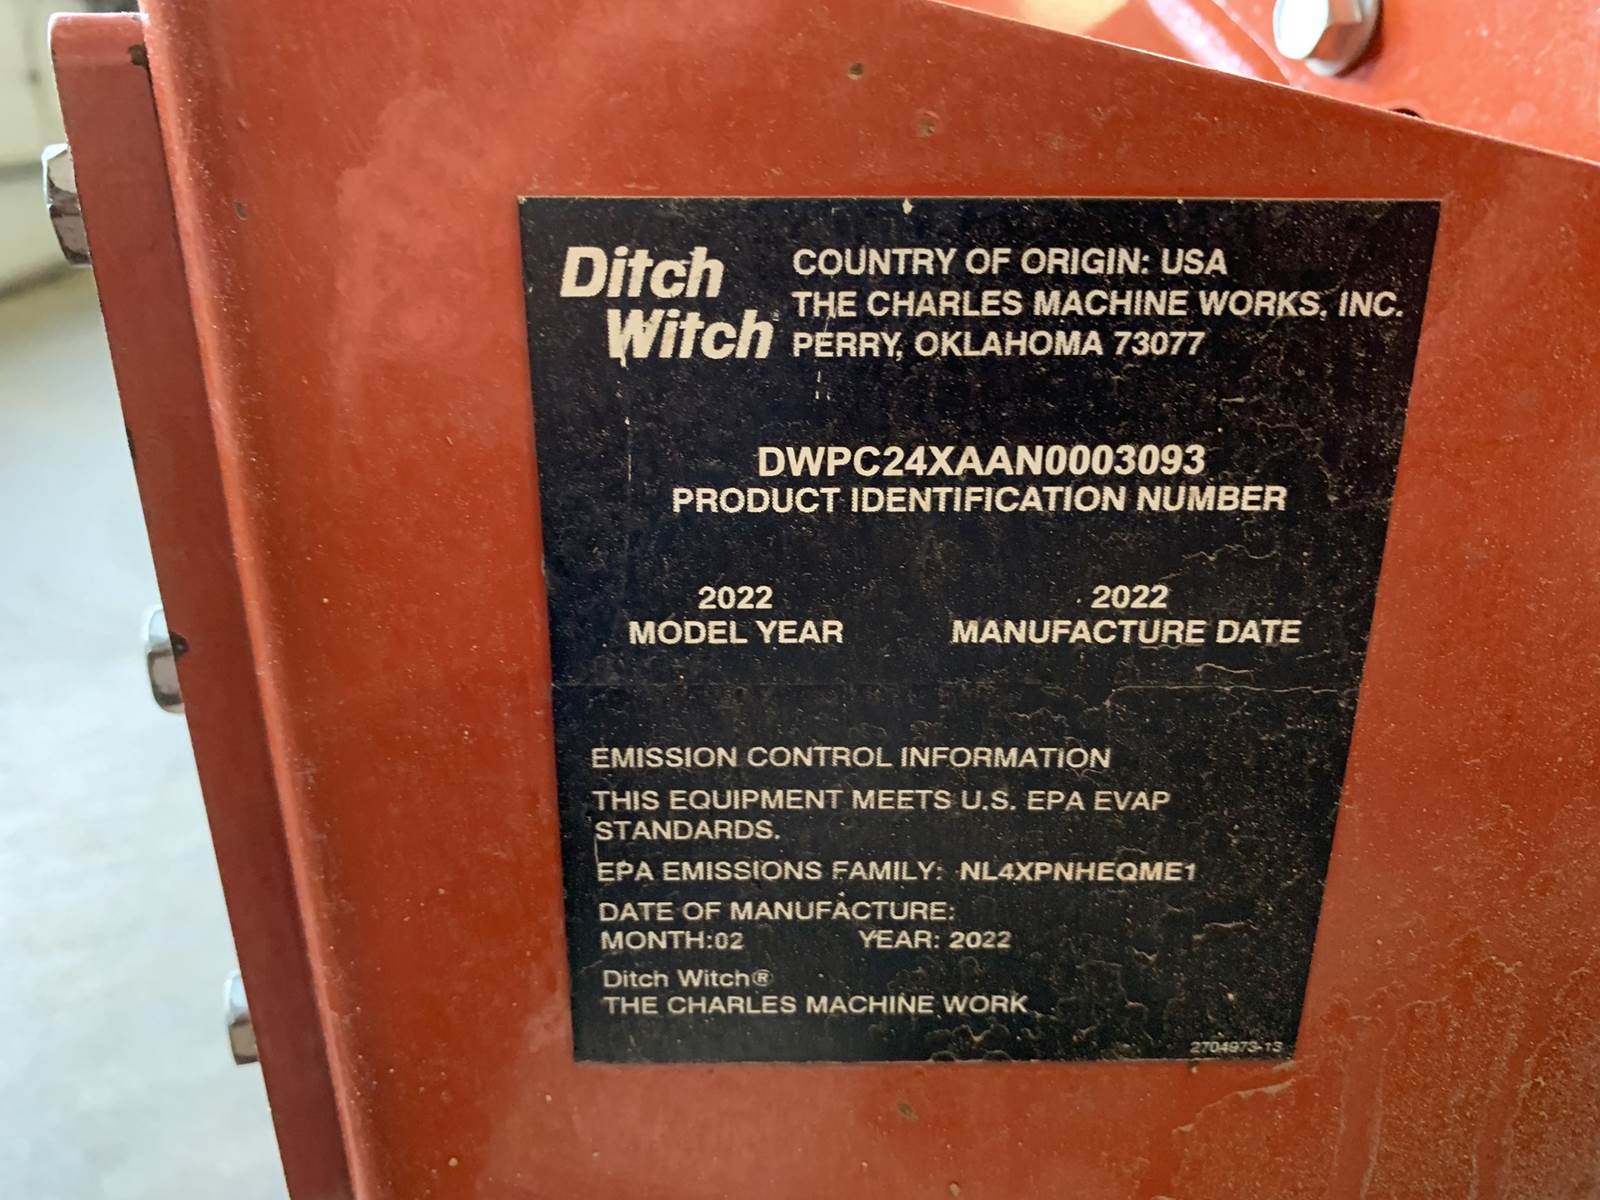 Ditch
Witch
COUNTRY OF ORIGIN: USA
THE CHARLES MACHINE WORKS, INC.
PERRY, OKLAHOMA 73077
DWPC24XAAN0003093
PRODUCT IDENTIFICATION NUMBER
2022 2022
MODEL YEAR MANUFACTURE DATE
EMISSION CONTROL INFORMATION
THIS EQUIPMENT MEETS U.S. EPA EVAP
STANDARDS.
EPA EMISSIONS FAMILY: NL4XPNHEQME1
DATE OF MANUFACTURE:
MONTH:02 YEAR: 2022
Ditch Witch®
THE CHARLES MACHINE WORK
2704973-13